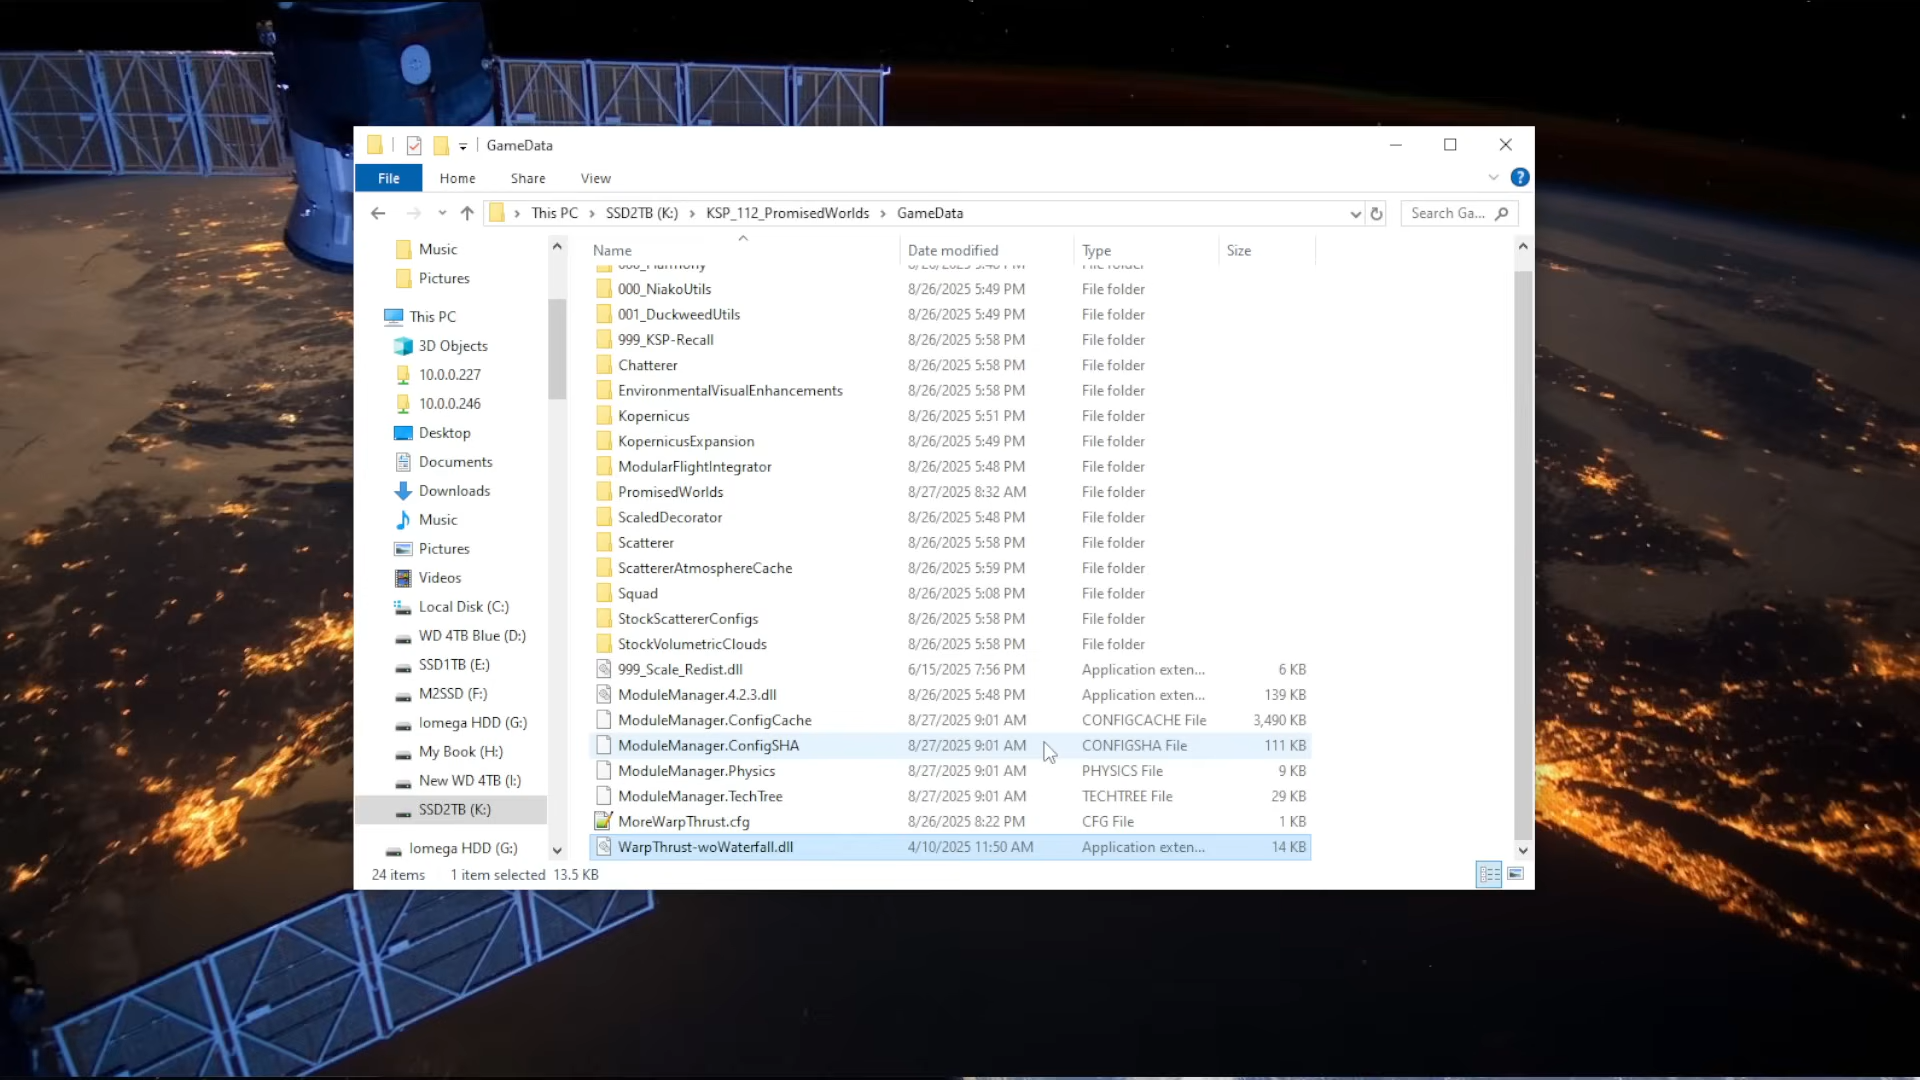 GameData
File Home Share View
This PC SSD2TB (K:) KSP_112_PromisedWorlds GameData Search Ga...
Music
Pictures
This PC
3D Objects
10.0.0.227
10.0.0.246
Desktop
Documents
Downloads
Music
Pictures
Videos
Local Disk (C:)
WD 4TB Blue (D:)
SSD1TB (E:)
M2SSD (F:)
Iomega HDD (G:)
My Book (H:)
New WD 4TB (I:)
SSD2TB (K:)
Iomega HDD (G:)
Name Date modified Type Size
000_NiakoUtils 8/26/2025 5:49 PM File folder
001_DuckweedUtils 8/26/2025 5:49 PM File folder
999_KSP-Recall 8/26/2025 5:58 PM File folder
Chatterer 8/26/2025 5:58 PM File folder
EnvironmentalVisualEnhancements 8/26/2025 5:58 PM File folder
Kopernicus 8/26/2025 5:51 PM File folder
KopernicusExpansion 8/26/2025 5:49 PM File folder
ModularFlightIntegrator 8/26/2025 5:48 PM File folder
PromisedWorlds 8/27/2025 8:32 AM File folder
ScaledDecorator 8/26/2025 5:48 PM File folder
Scatterer 8/26/2025 5:58 PM File folder
ScattererAtmosphereCache 8/26/2025 5:59 PM File folder
Squad 8/26/2025 5:08 PM File folder
StockScattererConfigs 8/26/2025 5:58 PM File folder
StockVolumetricClouds 8/26/2025 5:58 PM File folder
999_Scale_Redist.dll 6/15/2025 7:56 PM Application exten... 6 KB
ModuleManager.4.2.3.dll 8/26/2025 5:48 PM Application exten... 139 KB
ModuleManager.ConfigCache 8/27/2025 9:01 AM CONFIGCACHE File 3,490 KB
ModuleManager.ConfigSHA 8/27/2025 9:01 AM CONFIGSHA File 111 KB
ModuleManager.Physics 8/27/2025 9:01 AM PHYSICS File 9 KB
ModuleManager.TechTree 8/27/2025 9:01 AM TECHTREE File 29 KB
MoreWarpThrust.cfg 8/26/2025 8:22 PM CFG File 1 KB
WarpThrust-woWaterfall.dll 4/10/2025 11:50 AM Application exten... 14 KB
24 items 1 item selected 13.5 KB